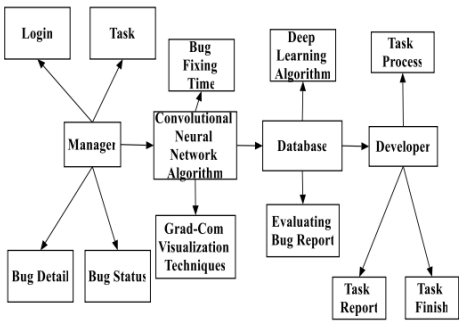 Login
Task
Bug
Fixing
Time
Deep
Learning
Algorithm
Task
Process
Manager
Convolutional
Neural
Network
Algorithm
Database
Developer
Bug Detail
Bug Status
Grad-Com
Visualization
Techniques
Evaluating
Bug Report
Task
Report
Task
Finish